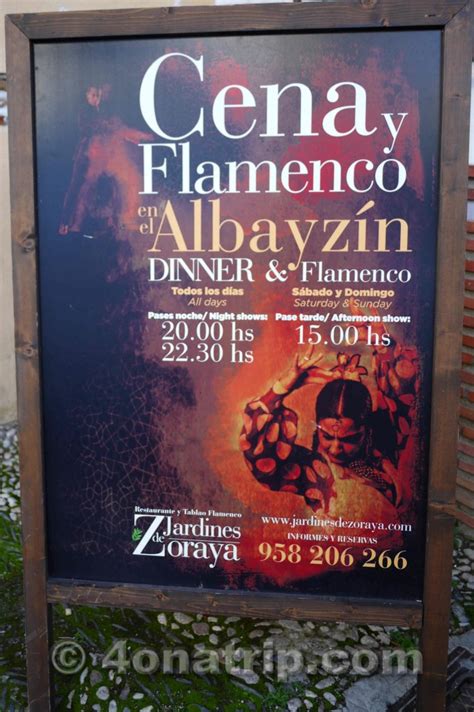 Cena y
Flamenco
en el Albayzín
DINNER & Flamenco
Todos los días
All days
Pases noche/ Night shows:
20.00 hs
22.30 hs
Sábado y Domingo
Saturday & Sunday
Pase tarde/ Afternoon show:
15.00 hs
Restaurante y Tablao Flamenco
Jardines
de Zoraya
www.jardinesdezoraya.com
INFORMES Y RESERVAS
958 206 266
© 4onatrip.com